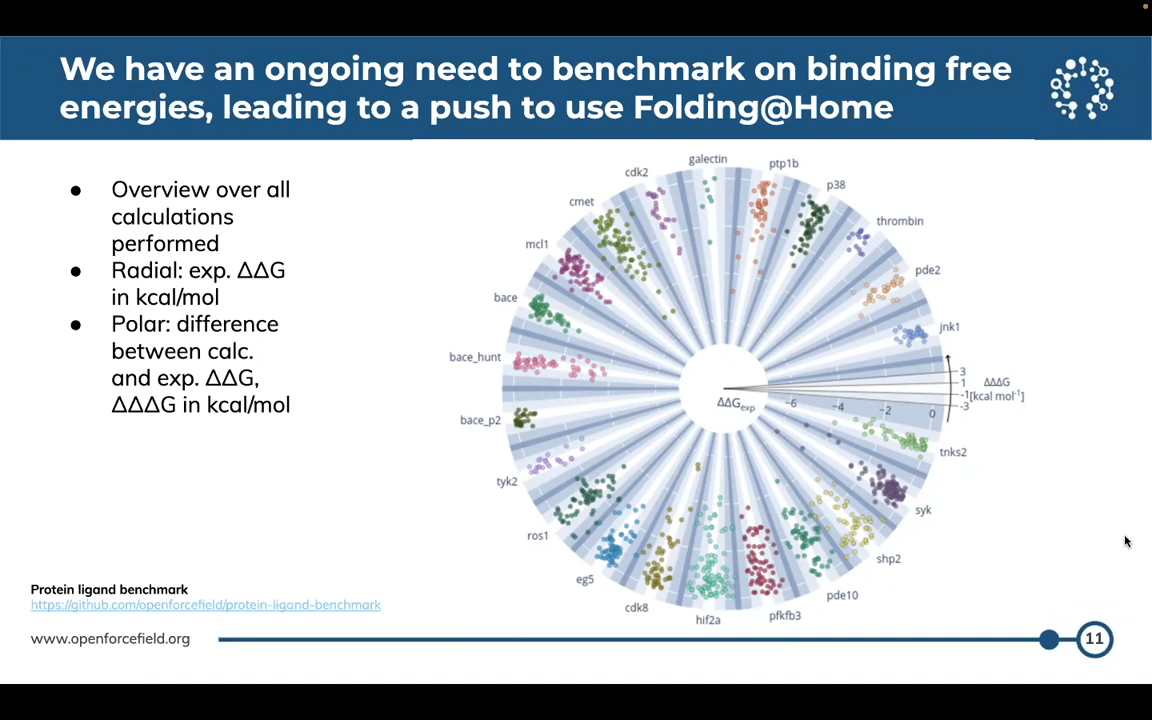 We have an ongoing need to benchmark on binding free
energies, leading to a push to use Folding@Home
● Overview over all
calculations
performed
● Radial: exp. ΔΔG
in kcal/mol
● Polar: difference
between calc.
and exp. ΔΔG,
ΔΔΔG in kcal/mol
galectin
ptp1b
p38
thrombin
pde2
jnk1
3
1
-1
-3
ΔΔΔG
[kcal mol⁻¹]
ΔΔGexp
−6
−4
−2
0
tnks2
syk
shp2
pde10
pfkfb3
hif2a
cdk8
eg5
ros1
tyk2
bace_p2
bace_hunt
bace
mcl1
cmet
cdk2
Protein ligand benchmark
https://github.com/openforcefield/protein-ligand-benchmark
www.openforcefield.org
11